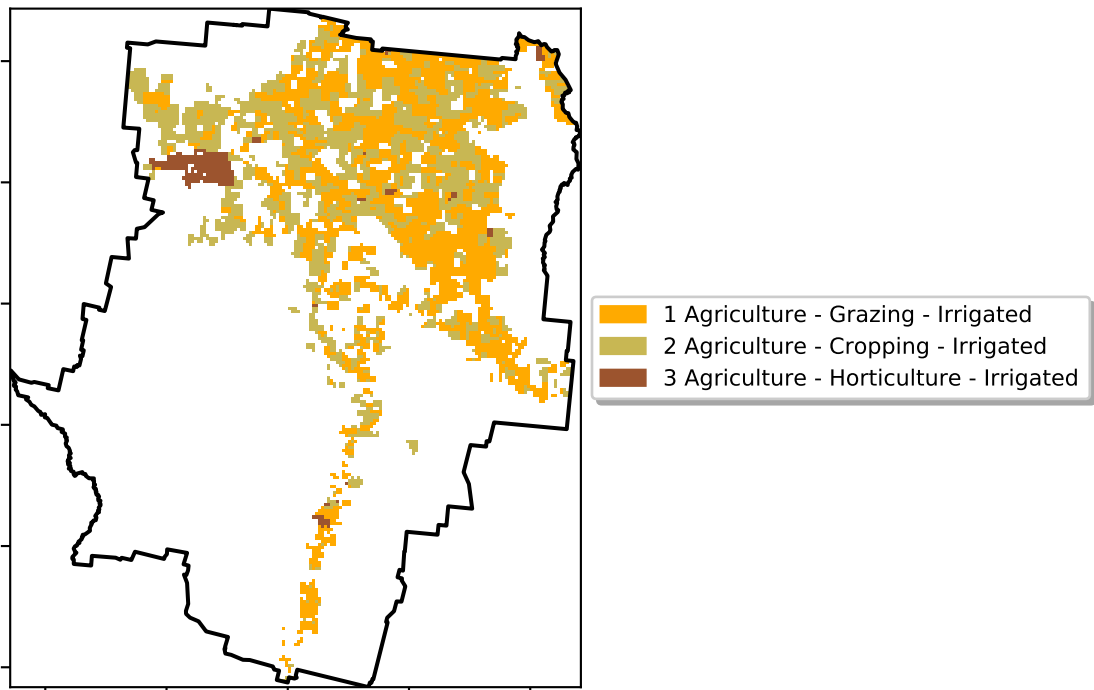 1 Agriculture - Grazing - Irrigated
2 Agriculture - Cropping - Irrigated
3 Agriculture - Horticulture - Irrigated